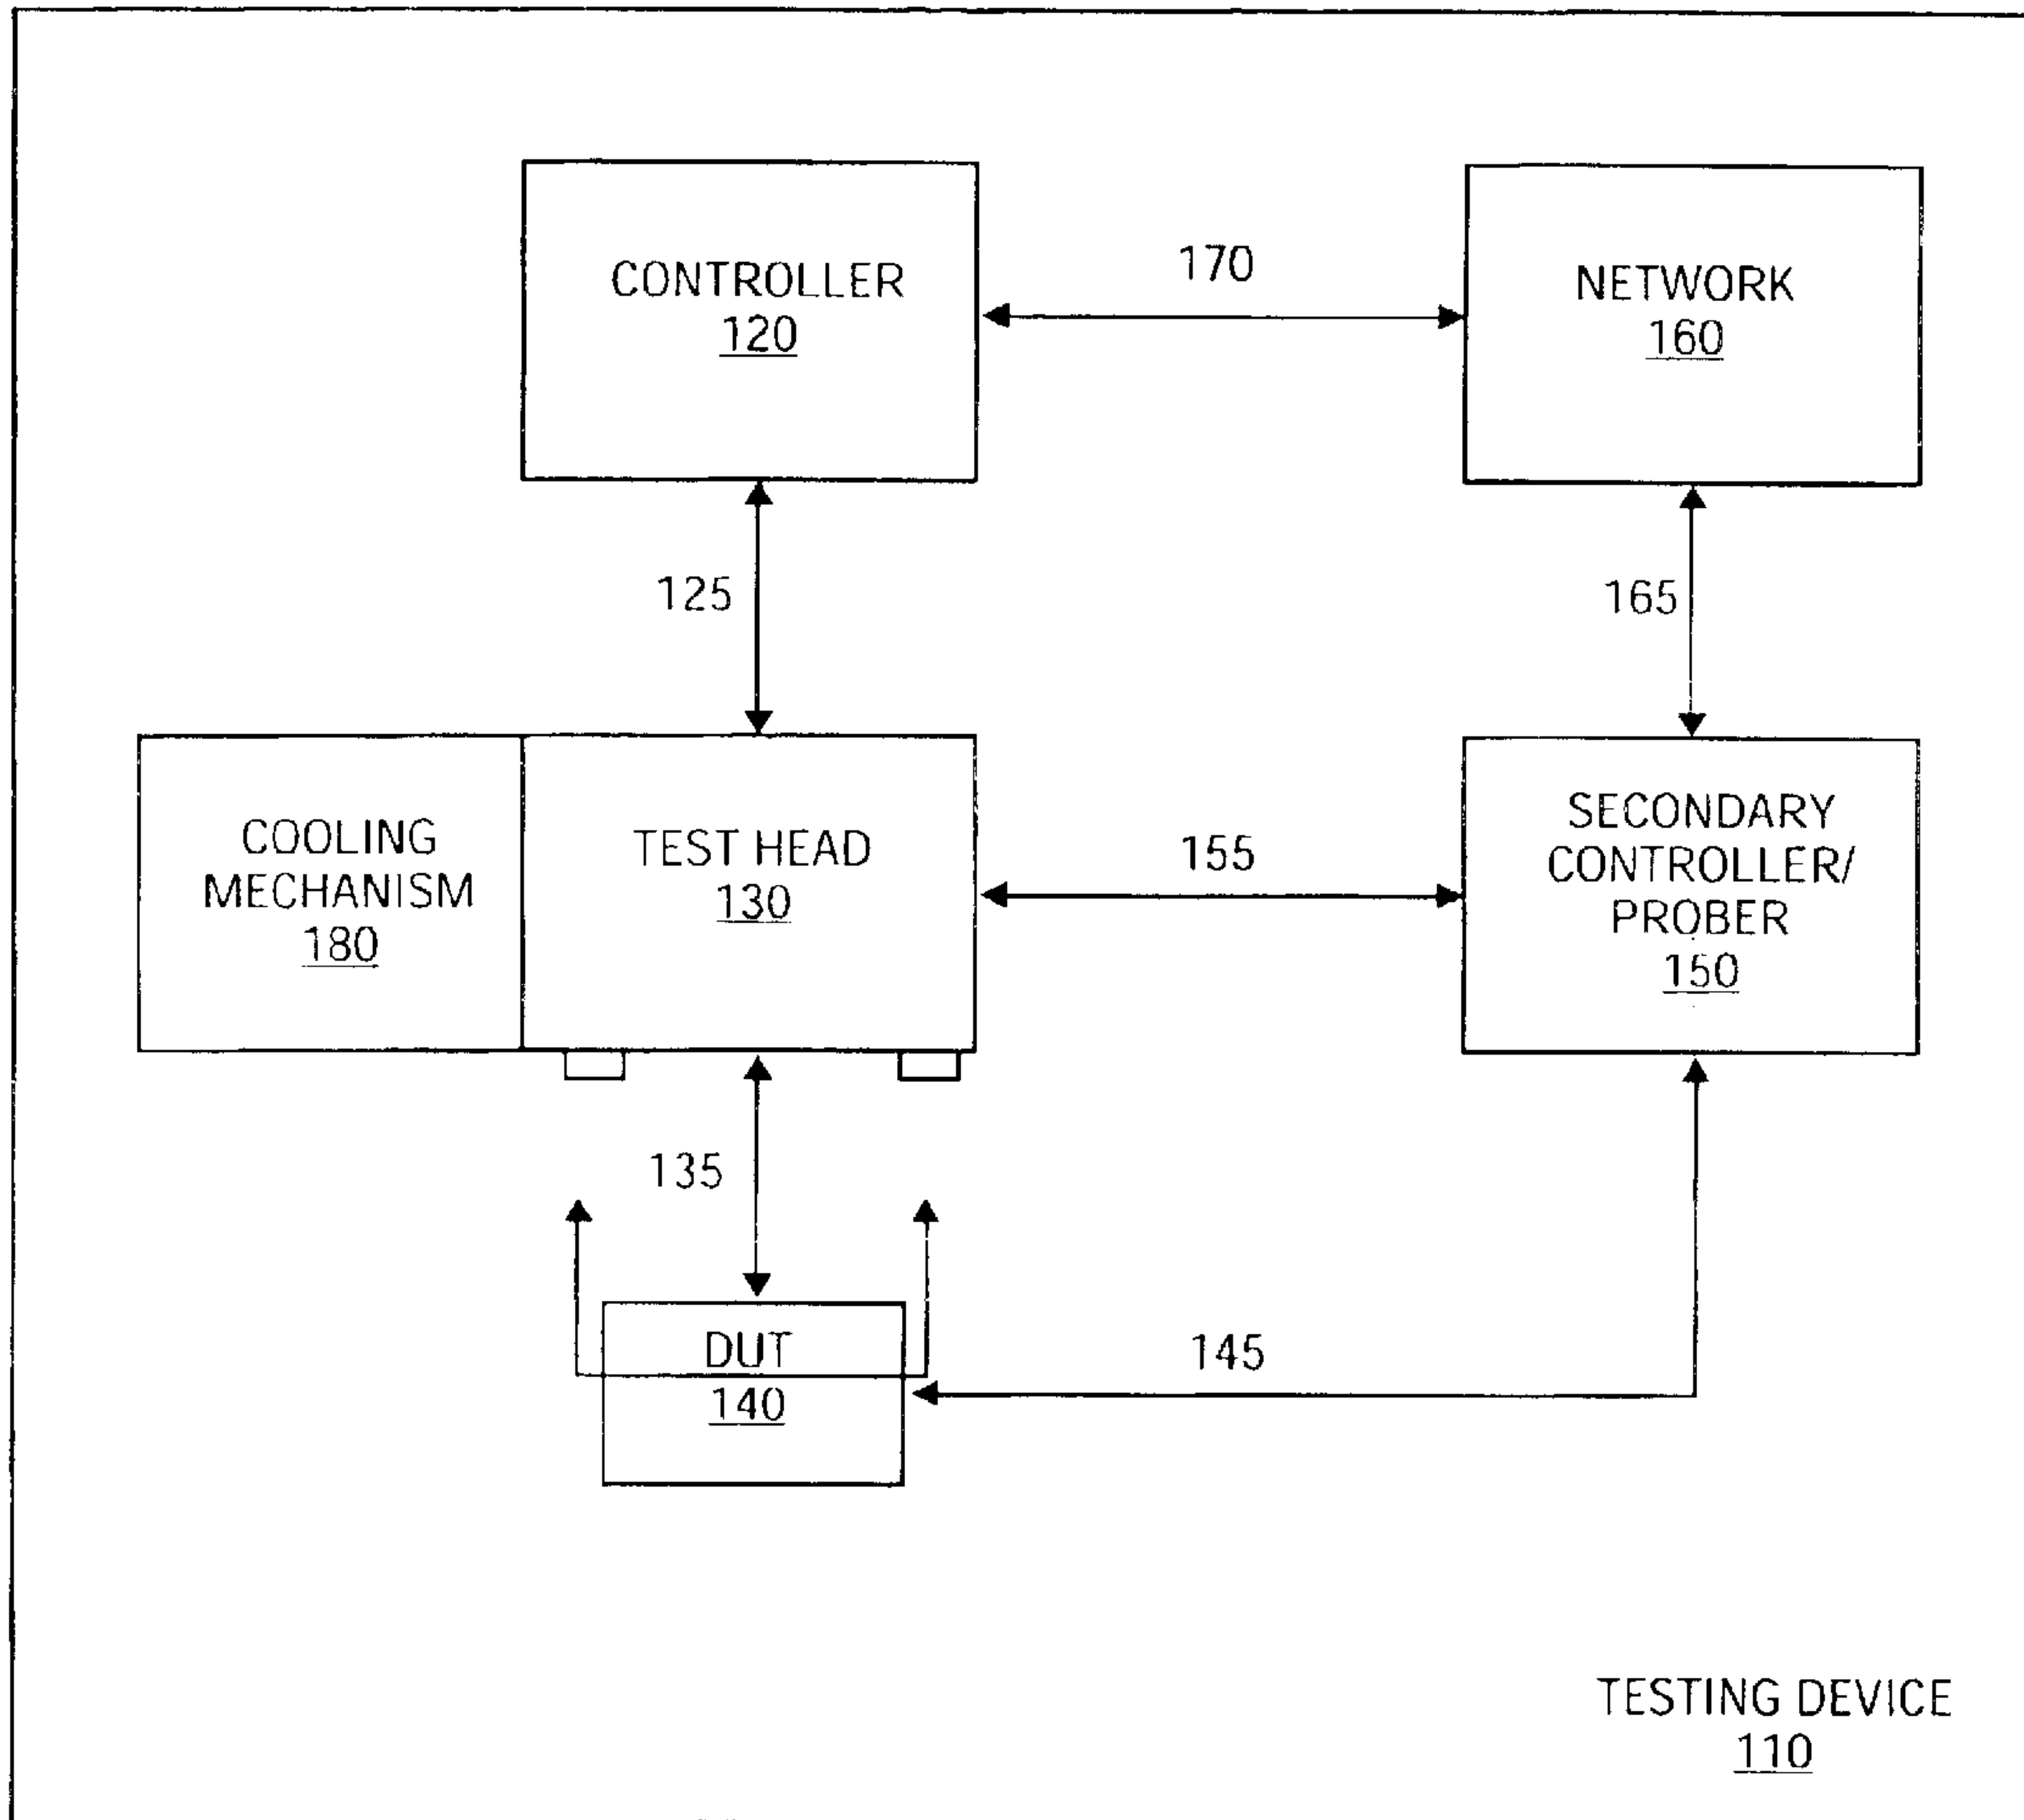 CONTROLLER
120
170
NETWORK
160
125
165
COOLING
MECHANISM
180
TEST HEAD
130
155
SECONDARY
CONTROLLER/
PROBER
150
135
DUT
140
145
TESTING DEVICE
110